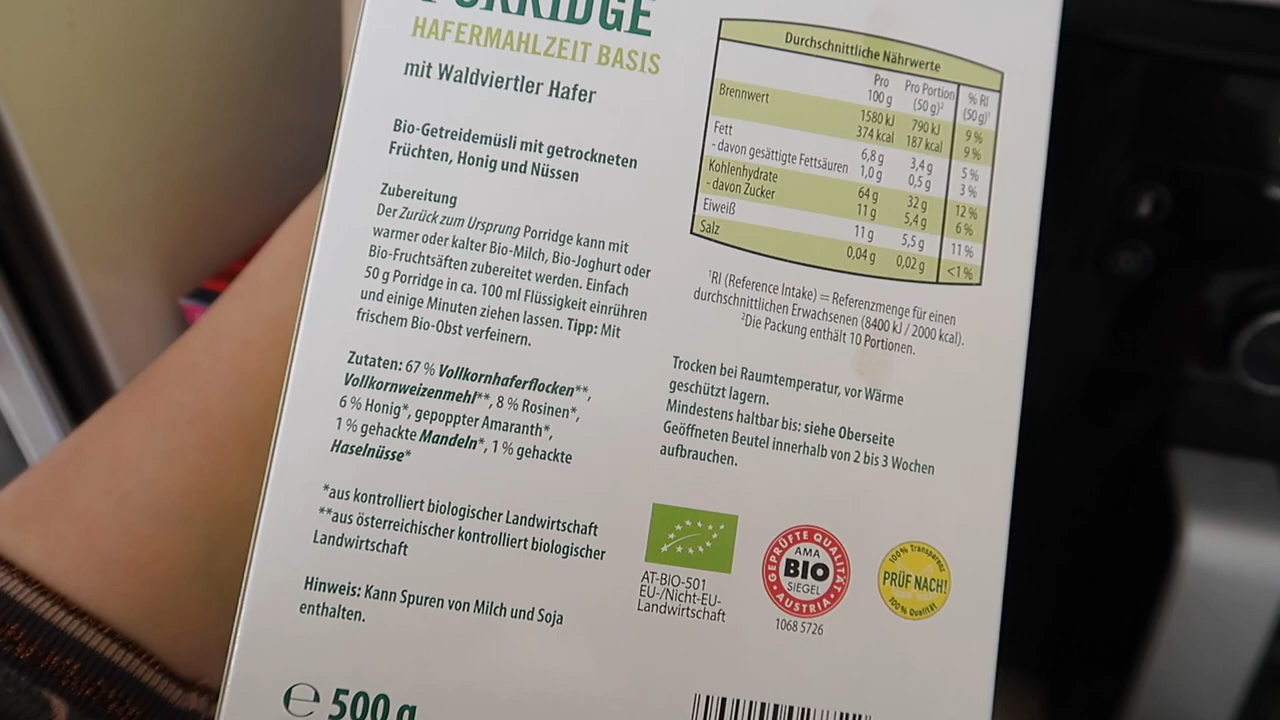 PORRIDGE
HAFERMAHLZEIT BASIS
mit Waldviertler Hafer
Bio-Getreidemüsli mit getrockneten
Früchten, Honig und Nüssen
Zubereitung
Der Zurück zum Ursprung Porridge kann mit
warmer oder kalter Bio-Milch, Bio-Joghurt oder
Bio-Fruchtsäften zubereitet werden. Einfach
50 g Porridge in ca. 100 ml Flüssigkeit einrühren
und einige Minuten ziehen lassen. Tipp: Mit
frischem Bio-Obst verfeinern.
Zutaten: 67 % Vollkornhaferflocken**,
Vollkornweizenmehl**, 8 % Rosinen*,
6 % Honig*, gepoppter Amaranth*,
1 % gehackte Mandeln*, 1 % gehackte
Haselnüsse*
*aus kontrolliert biologischer Landwirtschaft
**aus österreichischer kontrolliert biologischer
Landwirtschaft
Hinweis: Kann Spuren von Milch und Soja
enthalten.
℮ 500 g
Durchschnittliche Nährwerte
Pro 100 g Pro Portion (50 g)² % RI (50 g)¹
Brennwert 1580 kJ 790 kJ 9 %
374 kcal 187 kcal 9 %
Fett 6,8 g 3,4 g 5 %
- davon gesättigte Fettsäuren 1,0 g 0,5 g 3 %
Kohlenhydrate 64 g 32 g 12 %
- davon Zucker 11 g 5,4 g 6 %
Eiweiß 11 g 5,5 g 11 %
Salz 0,04 g 0,02 g <1 %
¹RI (Reference Intake) = Referenzmenge für einen
durchschnittlichen Erwachsenen (8400 kJ / 2000 kcal).
²Die Packung enthält 10 Portionen.
Trocken bei Raumtemperatur, vor Wärme
geschützt lagern.
Mindestens haltbar bis: siehe Oberseite
Geöffneten Beutel innerhalb von 2 bis 3 Wochen
aufbrauchen.
AT-BIO-501
EU-/Nicht-EU-
Landwirtschaft
GEPRÜFTE QUALITÄT
AMA
BIO
SIEGEL
AUSTRIA
1068 5726
100% Transparenz
PRÜF NACH!
100% Qualität